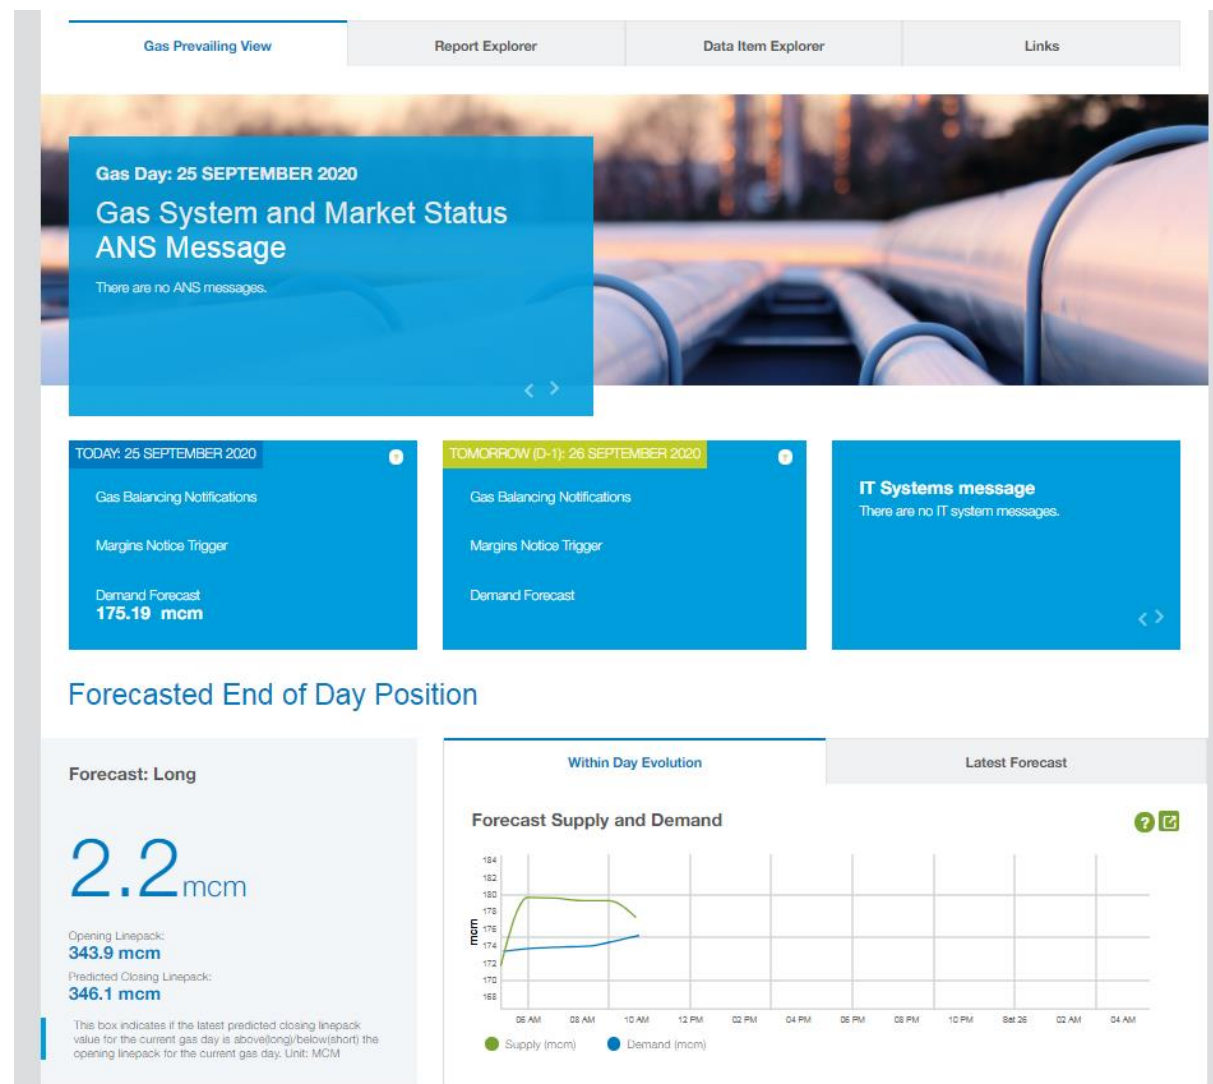 Gas Prevailing View
Report Explorer
Data Item Explorer
Links
Gas Day: 25 SEPTEMBER 2020
Gas System and Market Status
ANS Message
There are no ANS messages.
TODAY: 25 SEPTEMBER 2020
?
Gas Balancing Notifications
Margins Notice Trigger
Demand Forecast
175.19 mcm
TOMORROW (D-1): 26 SEPTEMBER 2020
?
Gas Balancing Notifications
Margins Notice Trigger
Demand Forecast
IT Systems message
There are no IT system messages.
Forecasted End of Day Position
Forecast: Long
2.2 mcm
Opening Linepack:
343.9 mcm
Predicted Closing Linepack:
346.1 mcm
This box indicates if the latest predicted closing linepack
value for the current gas day is above(long)/below(short) the
opening linepack for the current gas day. Unit: MCM
Within Day Evolution
Latest Forecast
Forecast Supply and Demand
?
184
182
180
178
176
174
172
170
168
mcm
06 AM 08 AM 10 AM 12 PM 02 PM 04 PM 06 PM 08 PM 10 PM Sat 26 02 AM 04 AM
Supply (mcm) Demand (mcm)